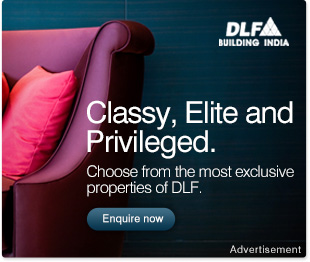 DLF
BUILDING INDIA
Classy, Elite and
Privileged.
Choose from the most exclusive
properties of DLF.
Enquire now
Advertisement